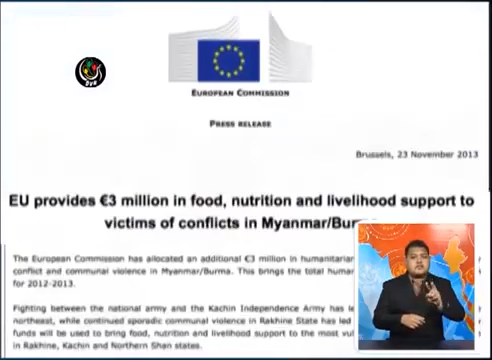 EUROPEAN COMMISSION
PRESS RELEASE
Brussels, 23 November 2013
EU provides €3 million in food, nutrition and livelihood support to
victims of conflicts in Myanmar/Bur
The European Commission has allocated an additional €3 million in humanitarian
conflict and communal violence in Myanmar/Burma. This brings the total human
for 2012-2013.
Fighting between the national army and the Kachin Independence Army has le
northeast, while continued sporadic communal violence in Rakhine State has led
funds will be used to bring food, nutrition and livelihood support to the most vul
in Rakhine, Kachin and Northern Shan states.